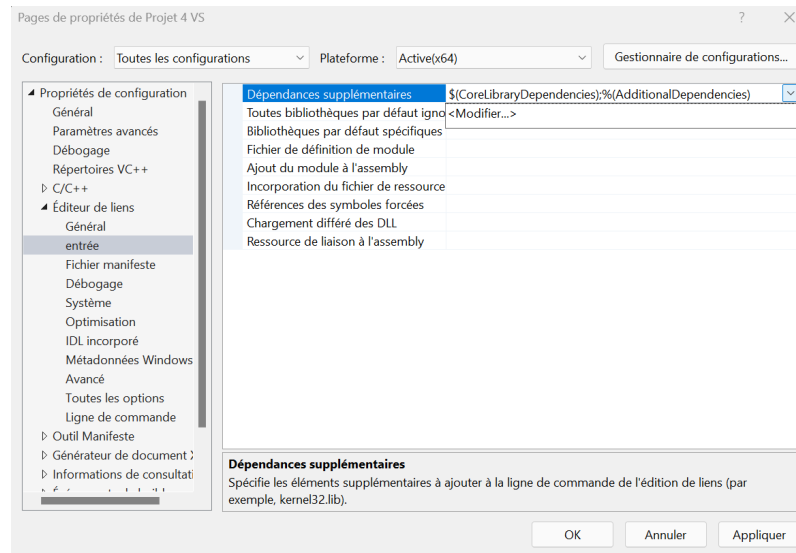 Pages de propriétés de Projet 4 VS
?
Configuration : Toutes les configurations Plateforme : Active(x64) Gestionnaire de configurations...
Propriétés de configuration
Général
Paramètres avancés
Débogage
Répertoires VC++
C/C++
Éditeur de liens
Général
entrée
Fichier manifeste
Débogage
Système
Optimisation
IDL incorporé
Métadonnées Windows
Avancé
Toutes les options
Ligne de commande
Outil Manifeste
Générateur de document
Informations de consultati
Dépendances supplémentaires $(CoreLibraryDependencies);%(AdditionalDependencies)
Toutes bibliothèques par défaut igno <Modifier...>
Bibliothèques par défaut spécifiques
Fichier de définition de module
Ajout du module à l'assembly
Incorporation du fichier de ressource
Références des symboles forcées
Chargement différé des DLL
Ressource de liaison à l'assembly
Dépendances supplémentaires
Spécifie les éléments supplémentaires à ajouter à la ligne de commande de l'édition de liens (par
exemple, kernel32.lib).
OK Annuler Appliquer